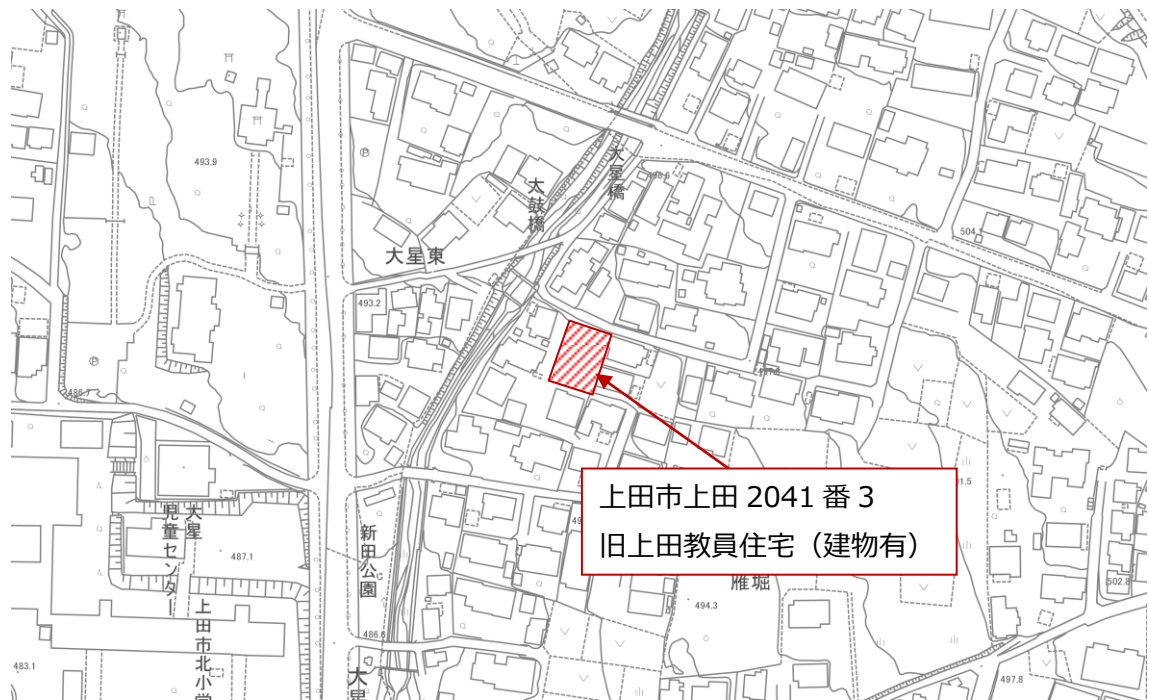 493.9
大星橋
太鼓橋
大星東
504.
493.2
486.7
上田市上田 2041 番 3
旧上田教員住宅（建物有）
雁堀
494.3
502.8
497.8
大星
児童センター
487.1
新田公園
486.6
上田市北小学
483.1
大星